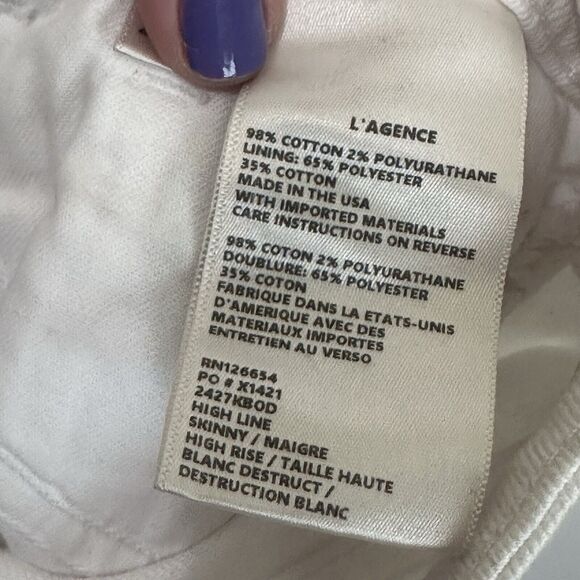 L'AGENCE
98% COTTON 2% POLYURATHANE
LINING: 65% POLYESTER
35% COTTON
MADE IN THE USA
WITH IMPORTED MATERIALS
CARE INSTRUCTIONS ON REVERSE
98% COTON 2% POLYURATHANE
DOUBLURE: 65% POLYESTER
35% COTON
FABRIQUE DANS LA ETATS-UNIS
D'AMERIQUE AVEC DES
MATERIAUX IMPORTES
ENTRETIEN AU VERSO
RN126654
PO # X1421
2427KBOD
HIGH LINE
SKINNY / MAIGRE
HIGH RISE / TAILLE HAUTE
BLANC DESTRUCT /
DESTRUCTION BLANC